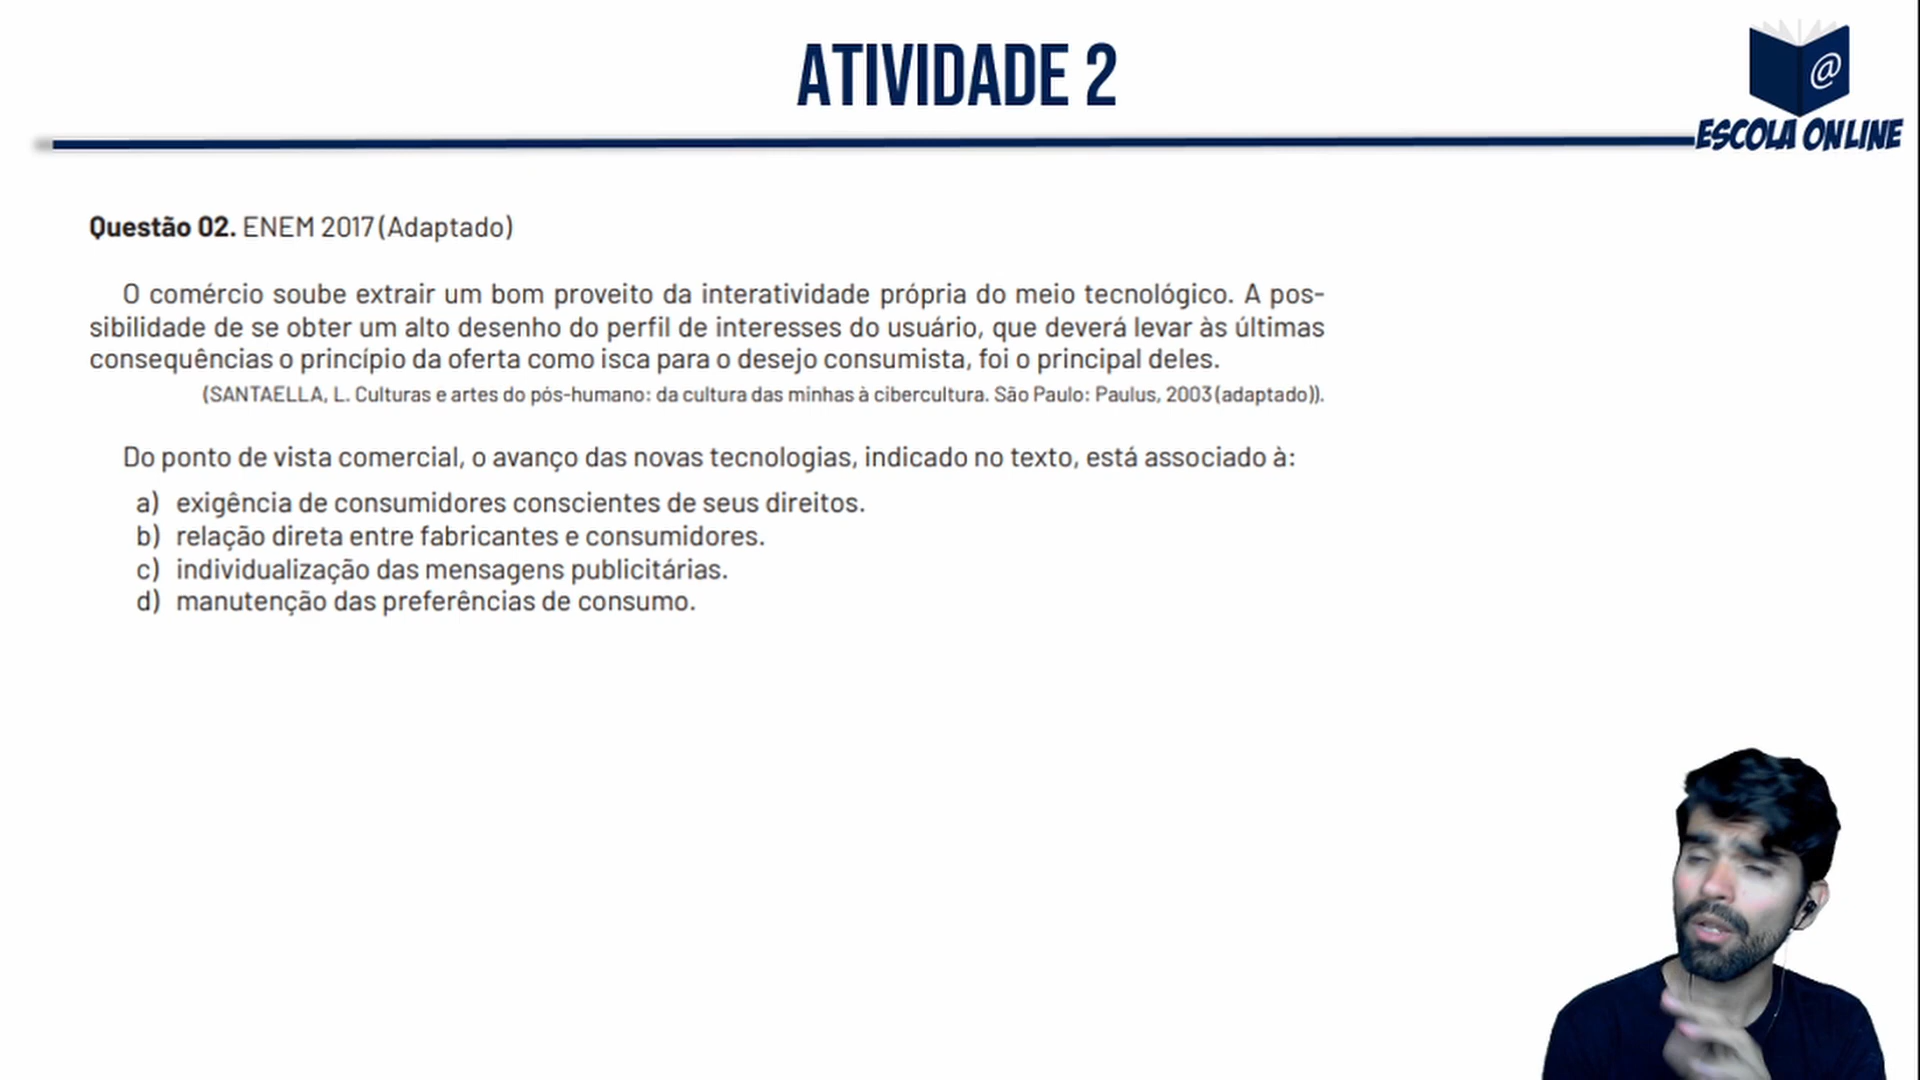 ATIVIDADE 2
@
ESCOLA ONLINE
Questão 02. ENEM 2017 (Adaptado)
O comércio soube extrair um bom proveito da interatividade própria do meio tecnológico. A pos-
sibilidade de se obter um alto desenho do perfil de interesses do usuário, que deverá levar às últimas
consequências o princípio da oferta como isca para o desejo consumista, foi o principal deles.
(SANTAELLA, L. Culturas e artes do pós-humano: da cultura das minhas à cibercultura. São Paulo: Paulus, 2003 (adaptado)).
Do ponto de vista comercial, o avanço das novas tecnologias, indicado no texto, está associado à:
a) exigência de consumidores conscientes de seus direitos.
b) relação direta entre fabricantes e consumidores.
c) individualização das mensagens publicitárias.
d) manutenção das preferências de consumo.